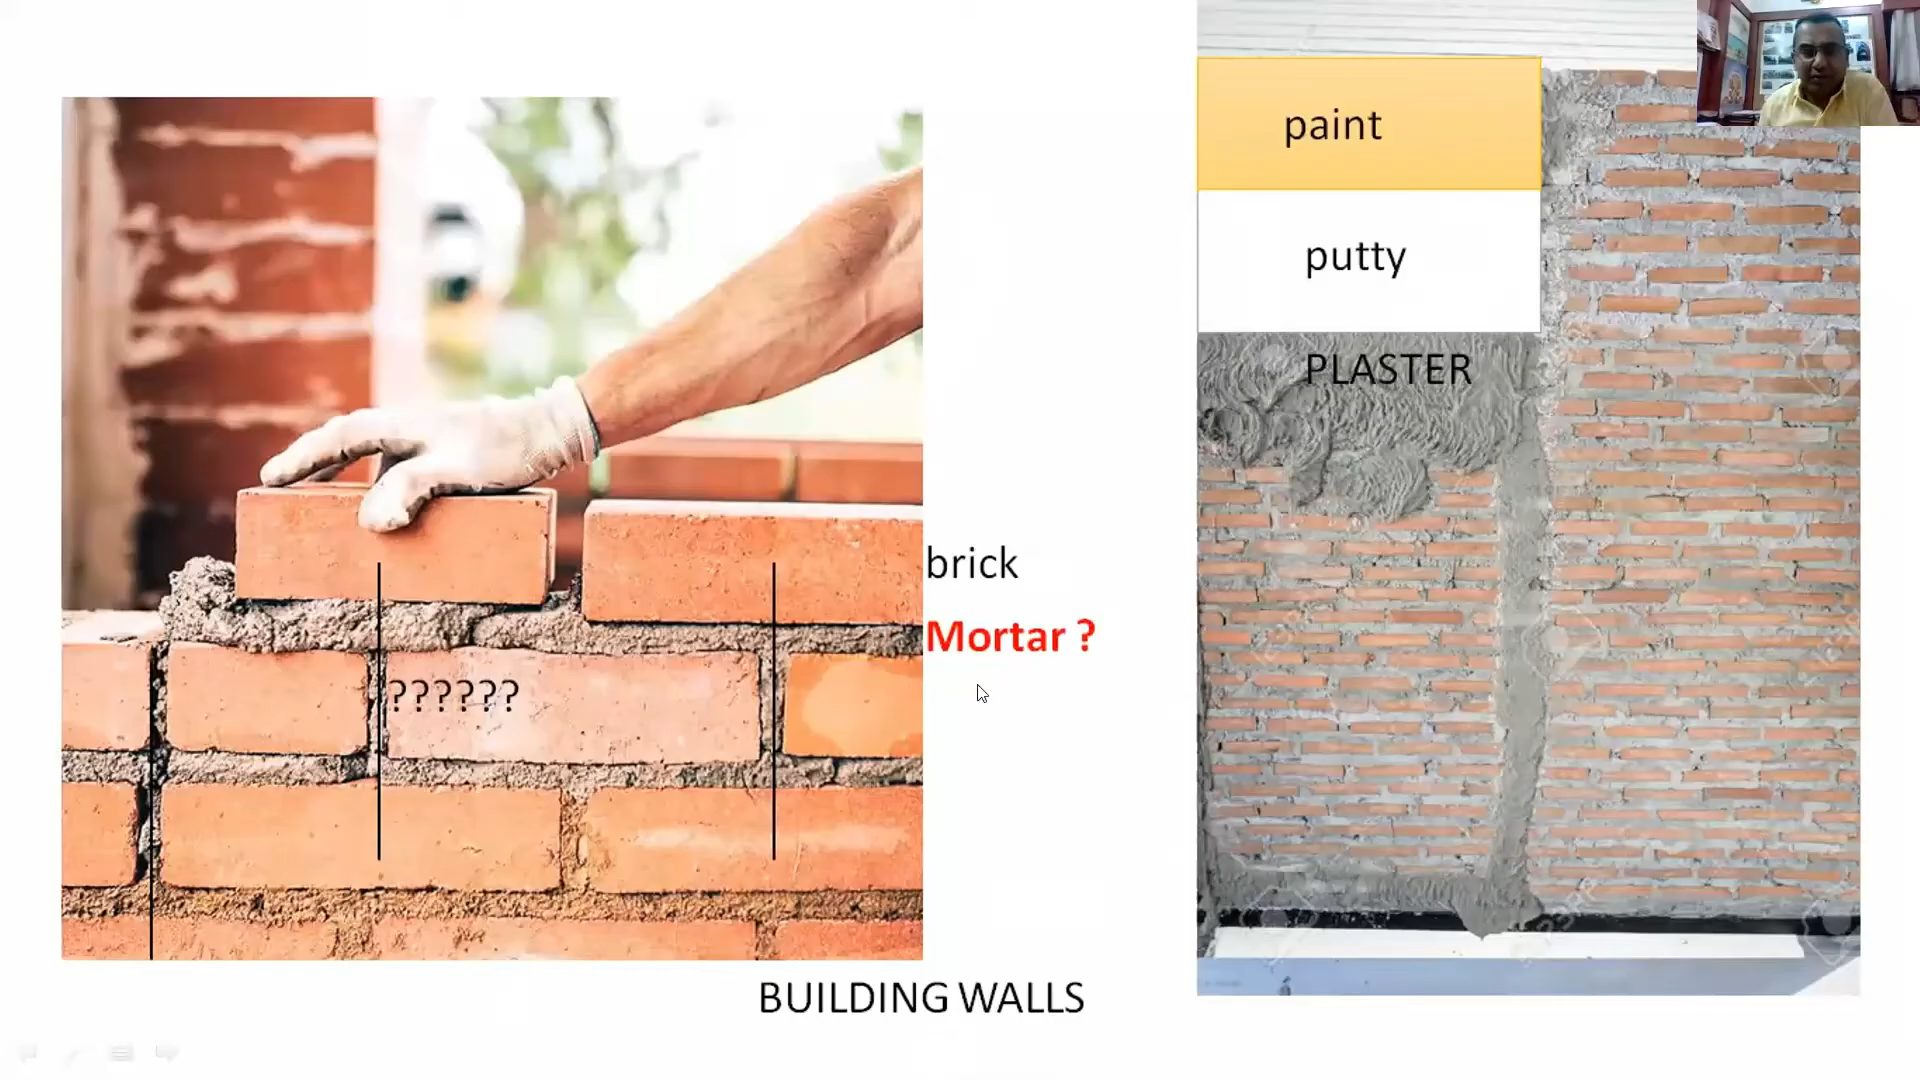 paint
putty
PLASTER
brick
Mortar ?
??????
BUILDING WALLS